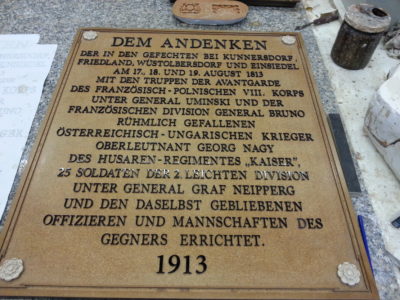 DEM ANDENKEN
DER IN DEN GEFECHTEN BEI KUNNERSDORF,
FRIEDLAND, WÜSTOLBERSDORF UND EINSIEDEL
AM 17., 18. UND 19. AUGUST 1813
MIT DEN TRUPPEN DER AVANTGARDE
DES FRANZÖSISCH-POLNISCHEN VIII. KORPS
UNTER GENERAL UMINSKI UND DER
FRANZÖSISCHEN DIVISION GENERAL BRUNO
RÜHMLICH GEFALLENEN
ÖSTERREICHISCH-UNGARISCHEN KRIEGER
OBERLEUTNANT GEORG NAGY
DES HUSAREN-REGIMENTES „KAISER",
25 SOLDATEN DER 2. LEICHTEN DIVISION
UNTER GENERAL GRAF NEIPPERG
UND DEN DASELBST GEBLIEBENEN
OFFIZIEREN UND MANNSCHAFTEN DES
GEGNERS ERRICHTET.
1913